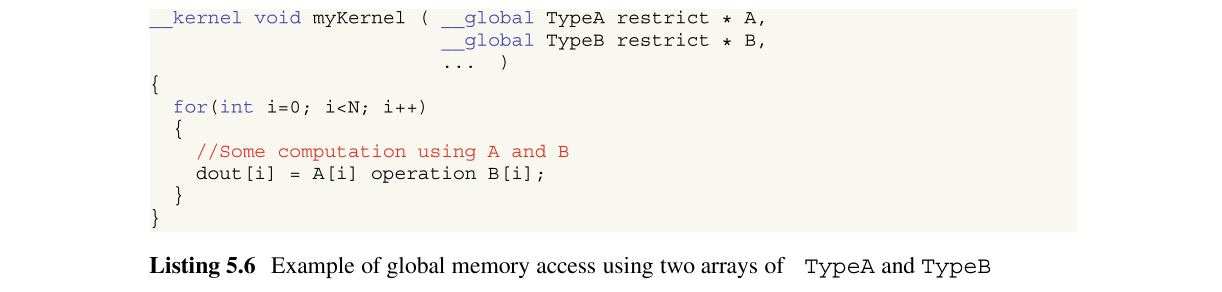 __kernel void myKernel ( __global TypeA restrict * A,
__global TypeB restrict * B,
... )
{
for(int i=0; i<N; i++)
{
//Some computation using A and B
dout[i] = A[i] operation B[i];
}
}
Listing 5.6 Example of global memory access using two arrays of TypeA and TypeB